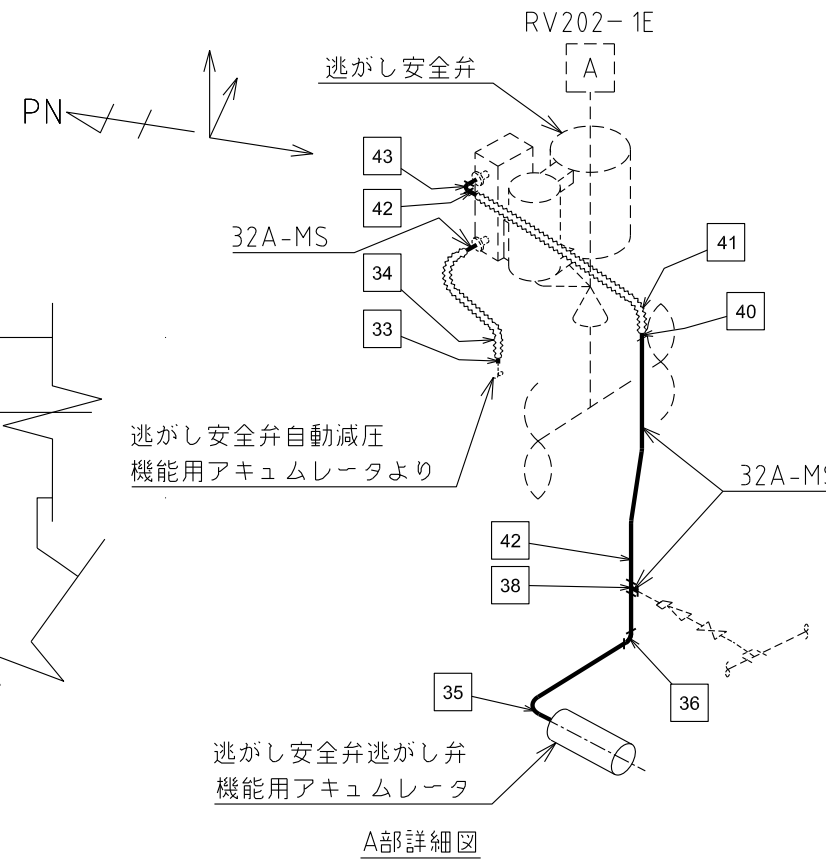 RV202-1E
逃がし安全弁
A
PN
43
42
32A-MS
41
34
40
33
逃がし安全弁自動減圧
機能用アキュムレータより
32A-MS
42
38
35
36
逃がし安全弁逃がし弁
機能用アキュムレータ
A部詳細図